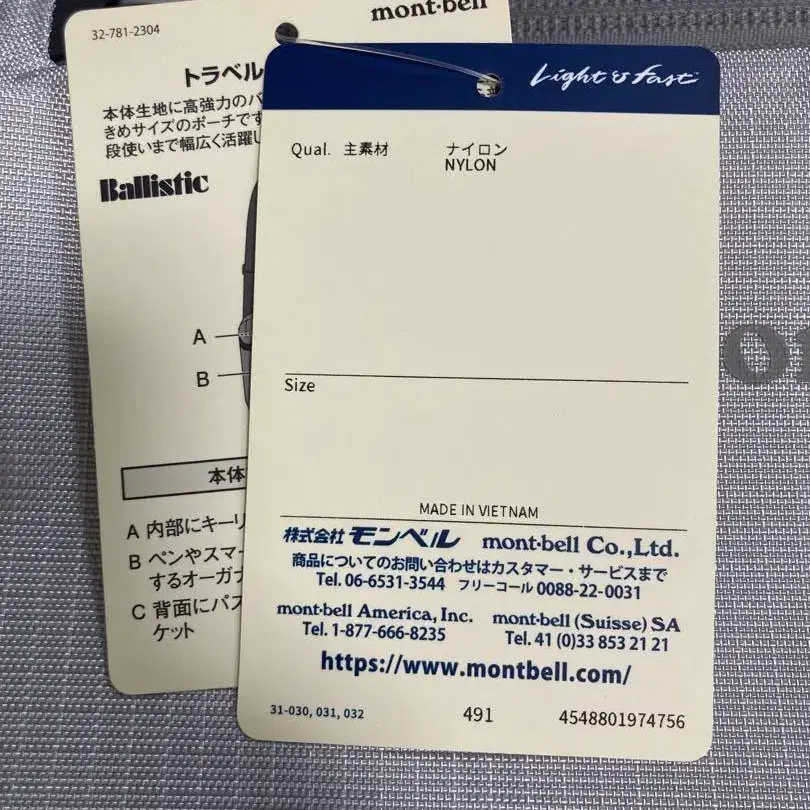 32-781-2304
mont-bell
トラベル
本体生地に高強力のバ
きめサイズのポーチです
段使いまで幅広く活躍し
Ballistic
A
B
本体
A 内部にキーリ
B ペンやスマー
するオーガナ
C 背面にパス
ケット
Light & Fast
Qual. 主素材 ナイロン
NYLON
Size
MADE IN VIETNAM
株式会社 モンベル mont-bell Co.,Ltd.
商品についてのお問い合わせはカスタマー・サービスまで
Tel. 06-6531-3544 フリーコール 0088-22-0031
mont-bell America, Inc. mont-bell (Suisse) SA
Tel. 1-877-666-8235 Tel. 41 (0)33 853 21 21
https://www.montbell.com/
31-030, 031, 032 491 4548801974756